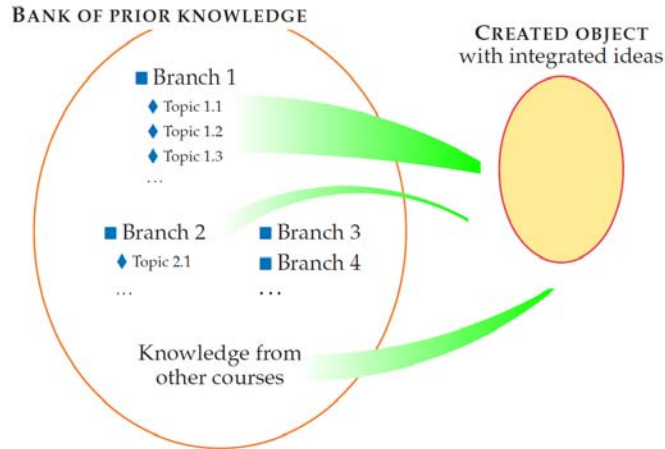 BANK OF PRIOR KNOWLEDGE
CREATED OBJECT
with integrated ideas
Branch 1
Topic 1.1
Topic 1.2
Topic 1.3
...
Branch 2
Topic 2.1
...
Branch 3
Branch 4
...
Knowledge from
other courses